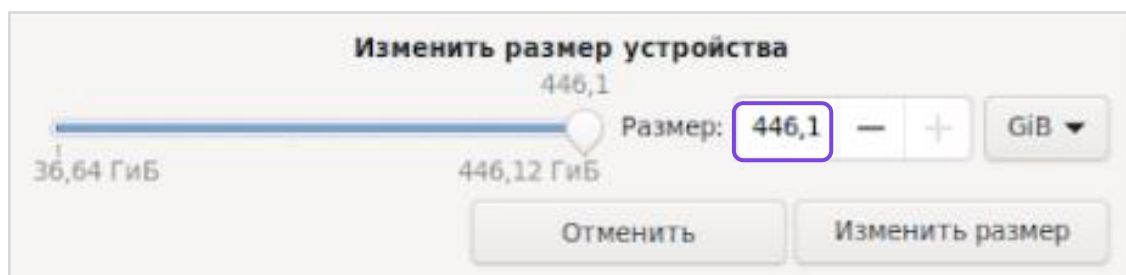 Изменить размер устройства
446,1
Размер: 446,1 — + GiB
36,64 ГиБ 446,12 ГиБ
Отменить Изменить размер